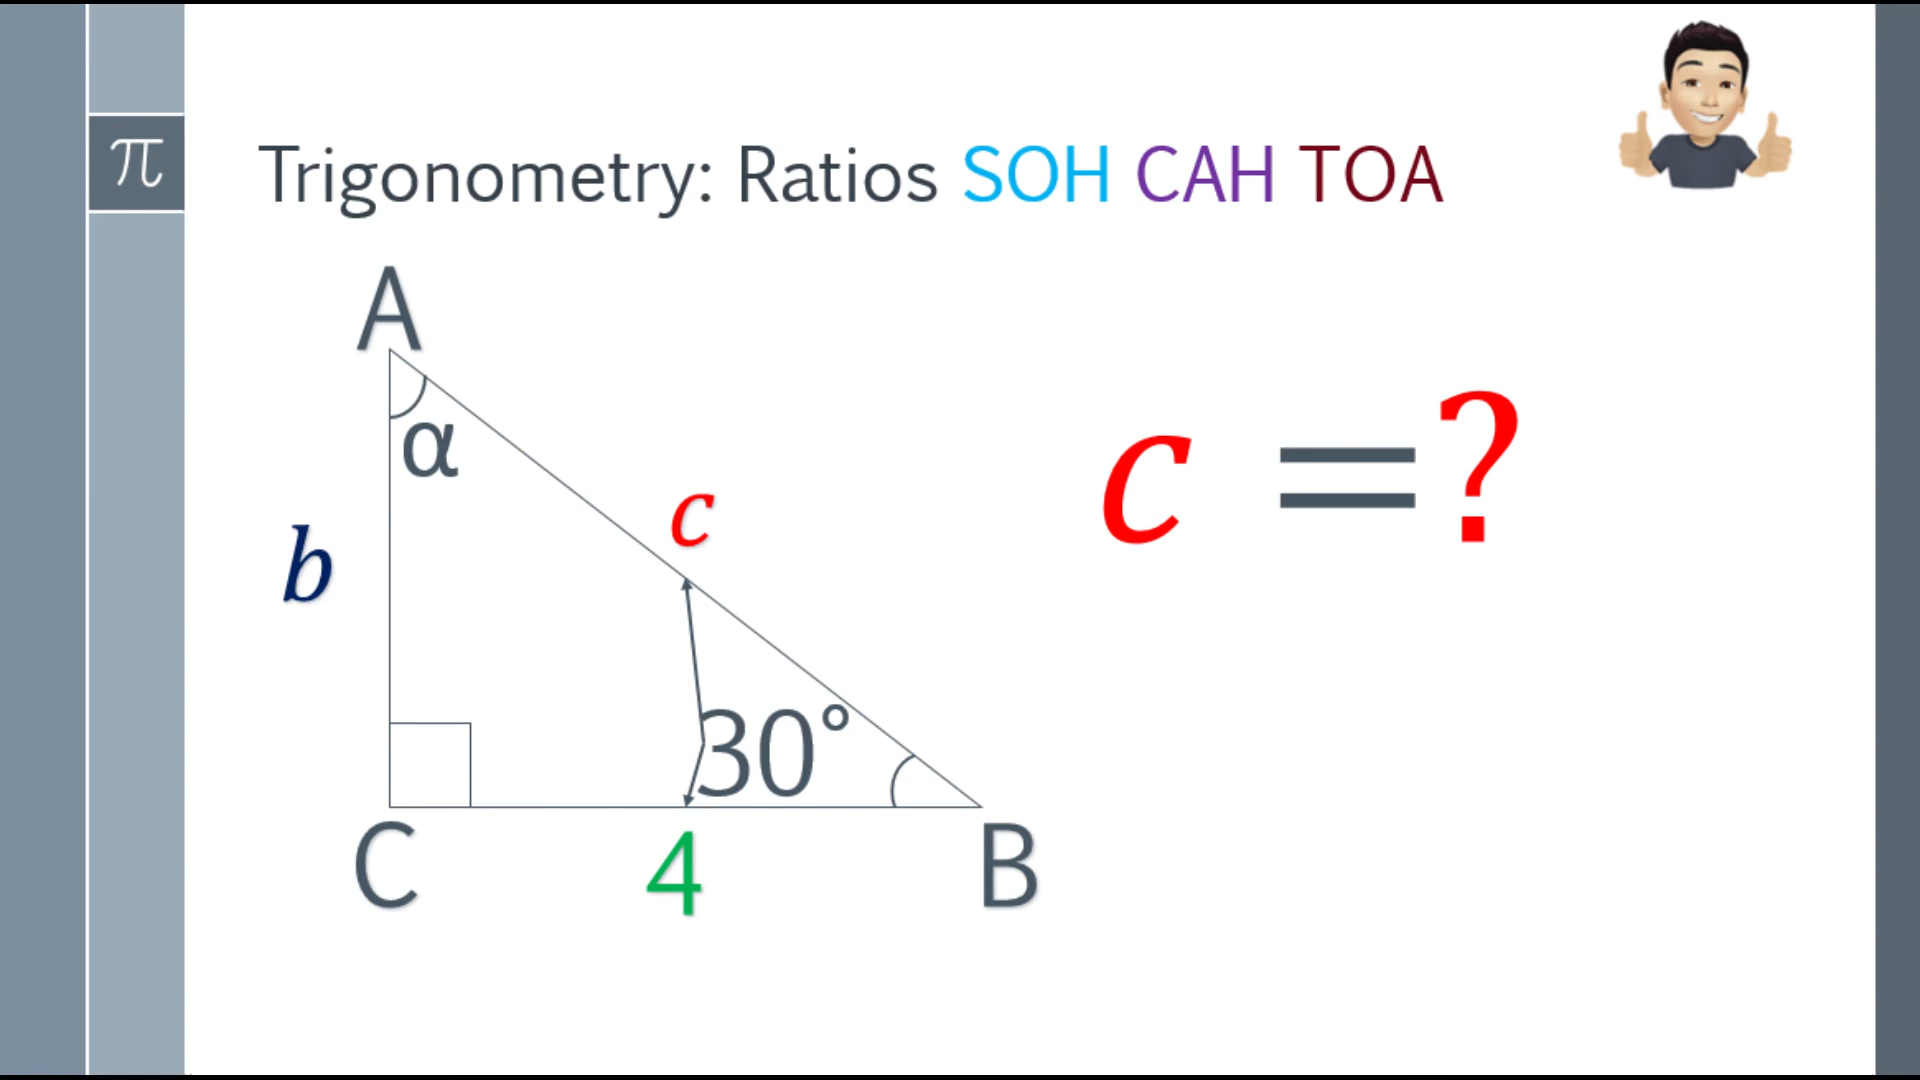 π
Trigonometry: Ratios SOH CAH TOA
A
α
c
b
c =?
30°
C
4
B